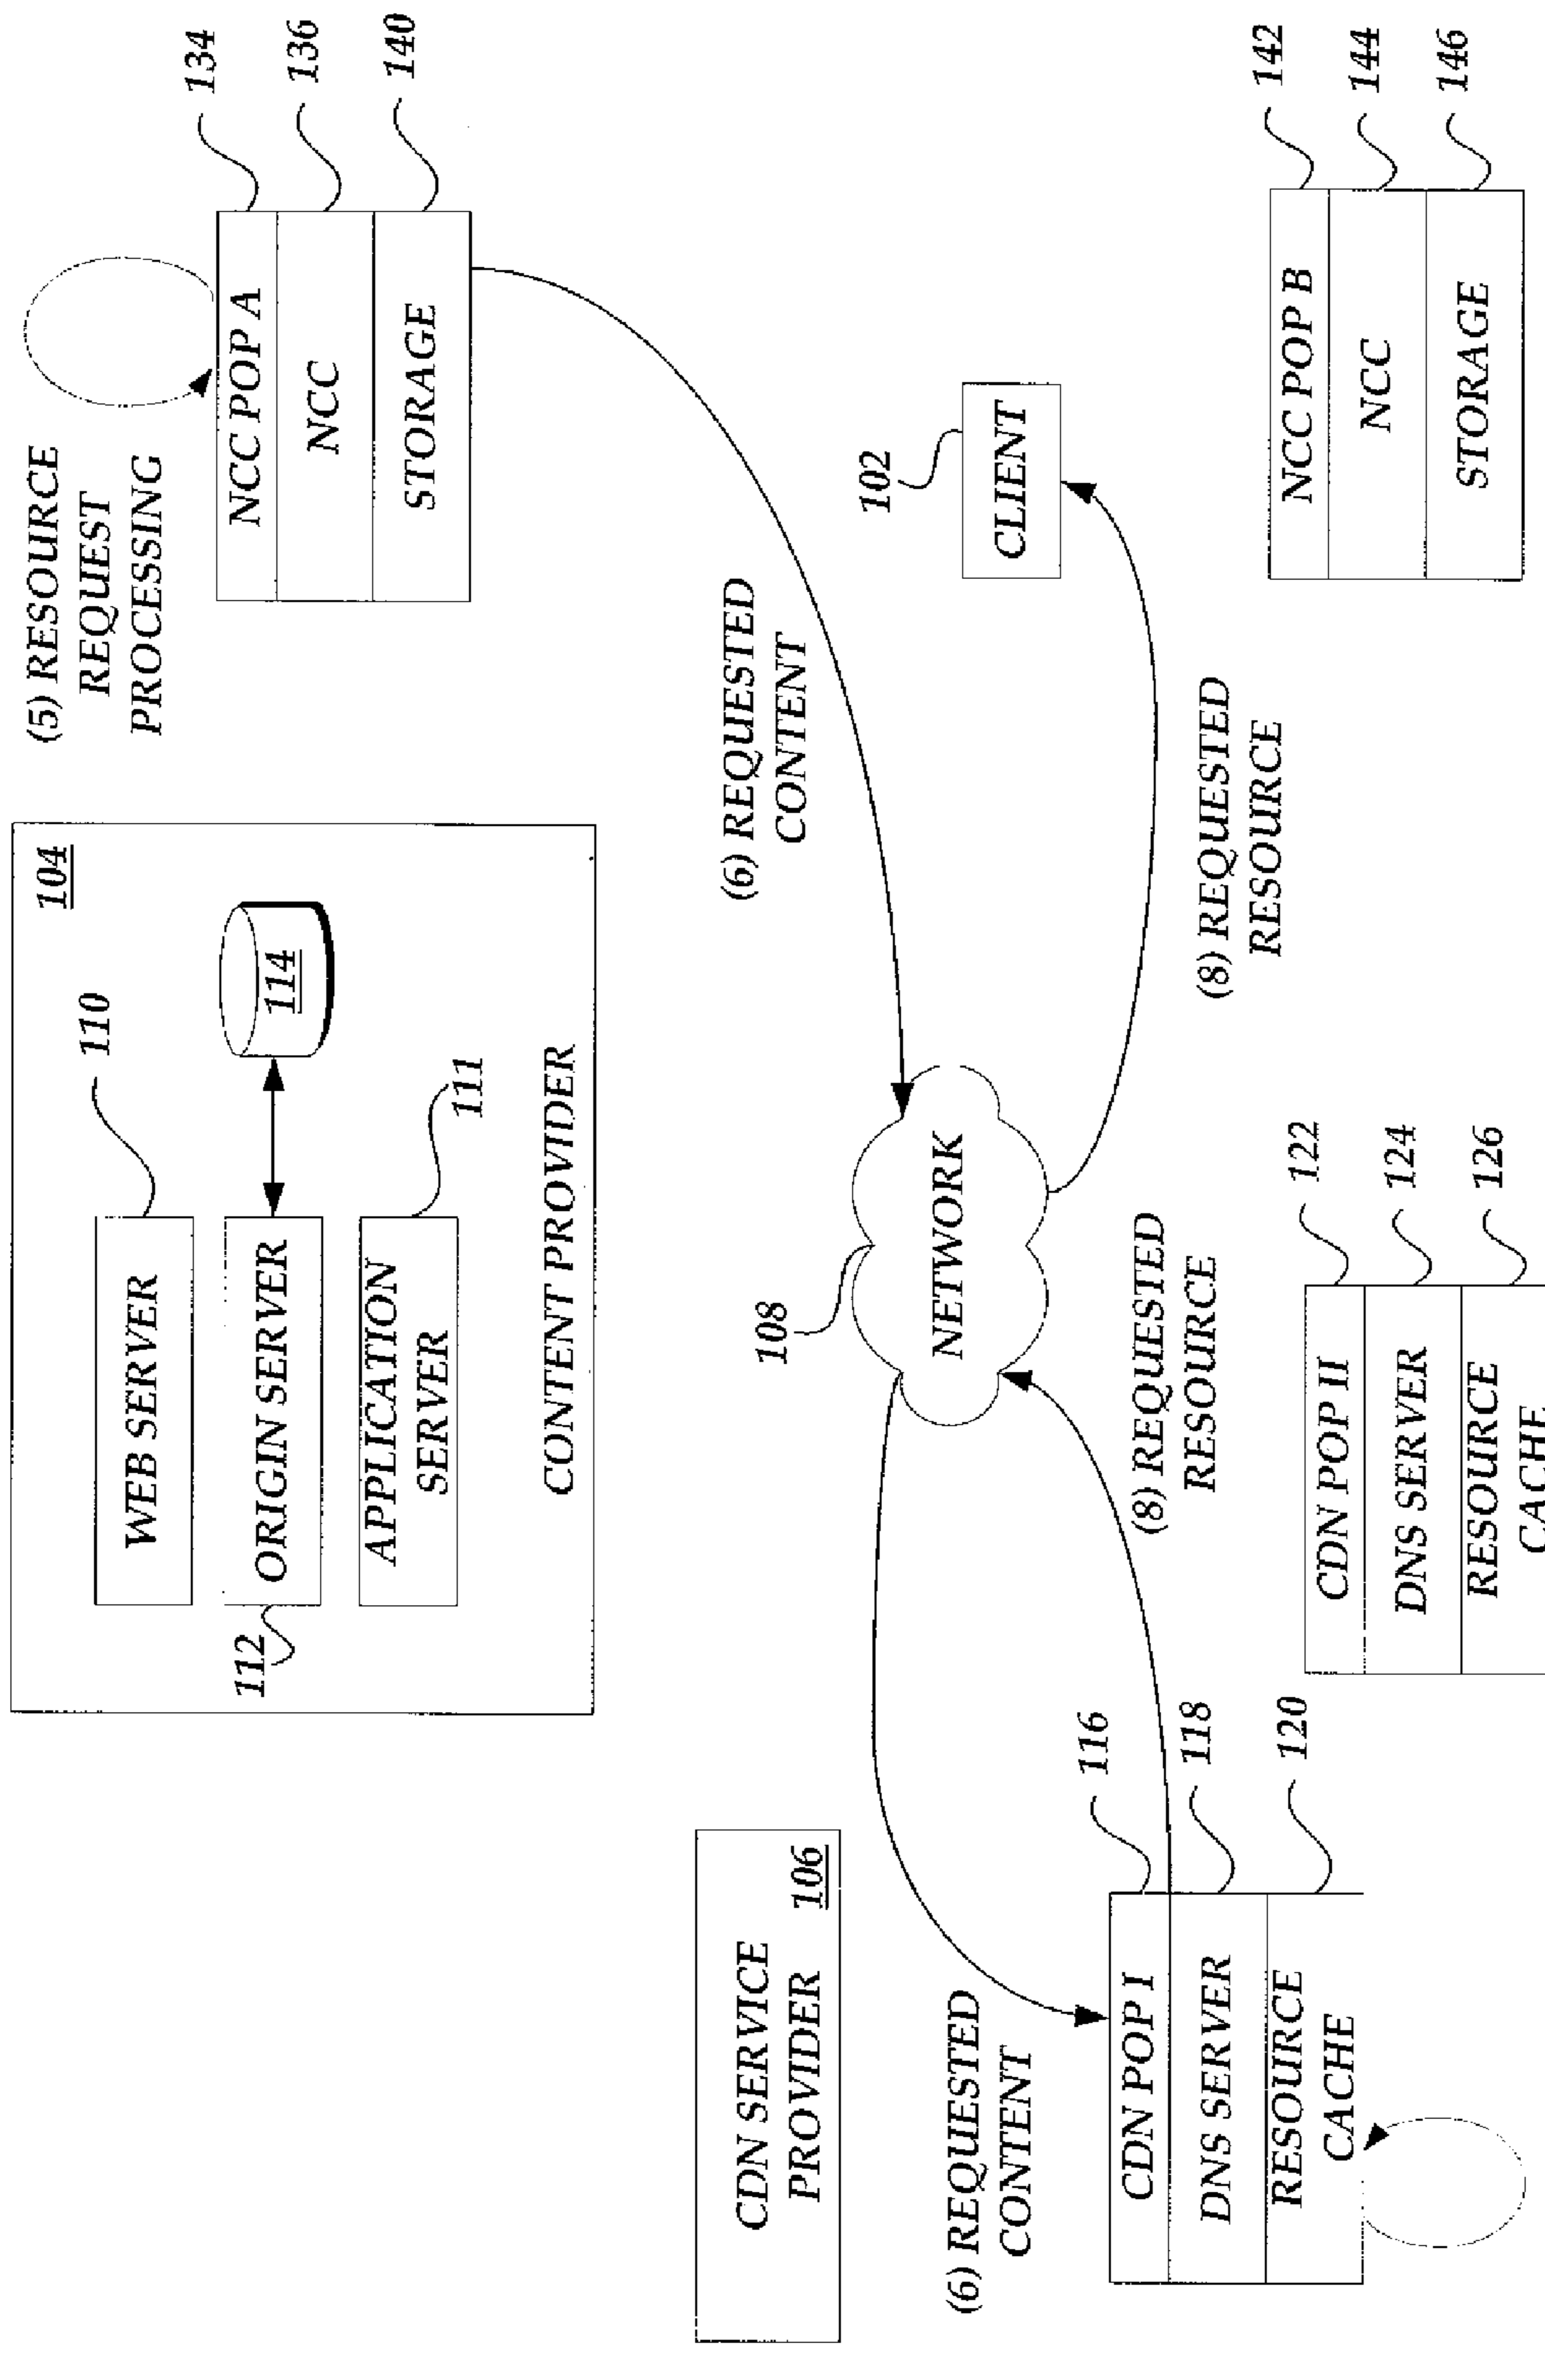 104
WEB SERVER
110
ORIGIN SERVER
112
114
APPLICATION
SERVER
111
CONTENT PROVIDER
(5) RESOURCE
REQUEST
PROCESSING
NCC POP A
134
NCC
136
STORAGE
140
CDN SERVICE
PROVIDER
106
108
NETWORK
(6) REQUESTED
CONTENT
102
CLIENT
(6) REQUESTED
CONTENT
(8) REQUESTED
RESOURCE
(8) REQUESTED
RESOURCE
CDN POP I
116
DNS SERVER
118
RESOURCE
CACHE
120
CDN POP II
122
DNS SERVER
124
RESOURCE
CACHE
126
NCC POP B
142
NCC
144
STORAGE
146